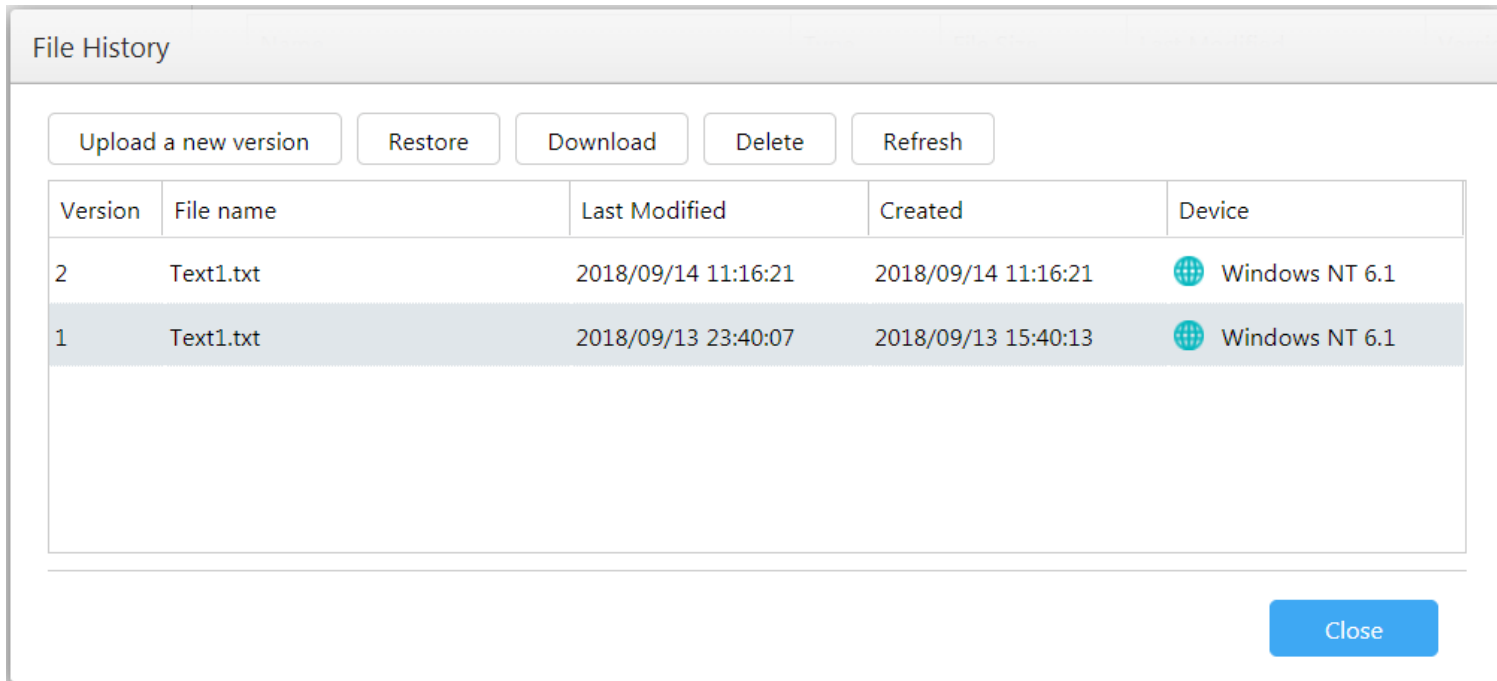 File History
Upload a new version Restore Download Delete Refresh
Version File name Last Modified Created Device
2 Text1.txt 2018/09/14 11:16:21 2018/09/14 11:16:21 Windows NT 6.1
1 Text1.txt 2018/09/13 23:40:07 2018/09/13 15:40:13 Windows NT 6.1
Close